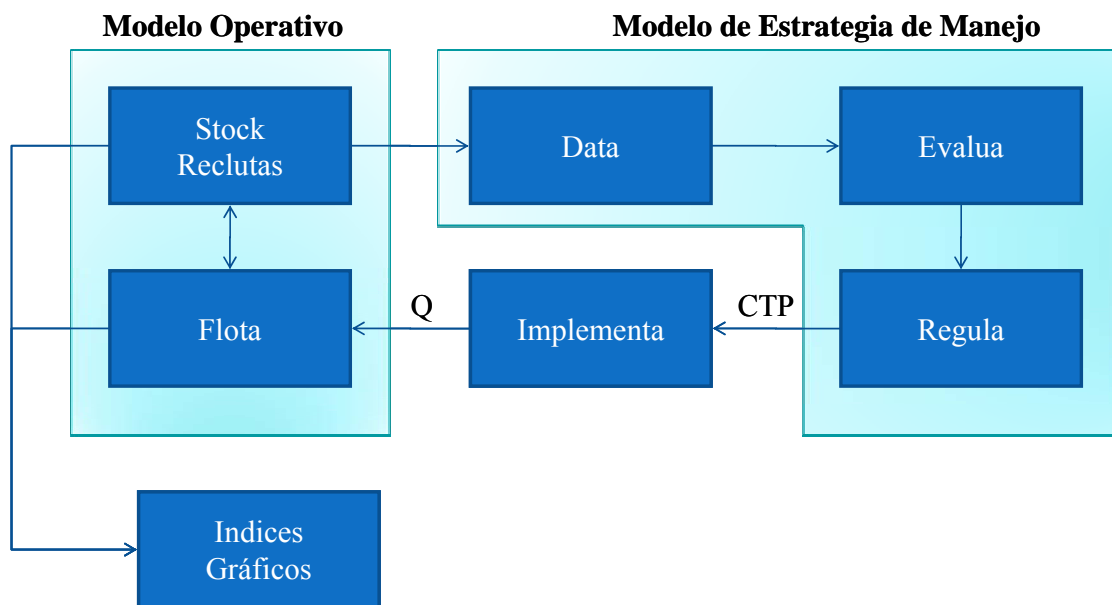 Modelo Operativo
Modelo de Estrategia de Manejo
Stock
Reclutas
Data
Evalua
Flota
Q
Implementa
CTP
Regula
Indices
Gráficos